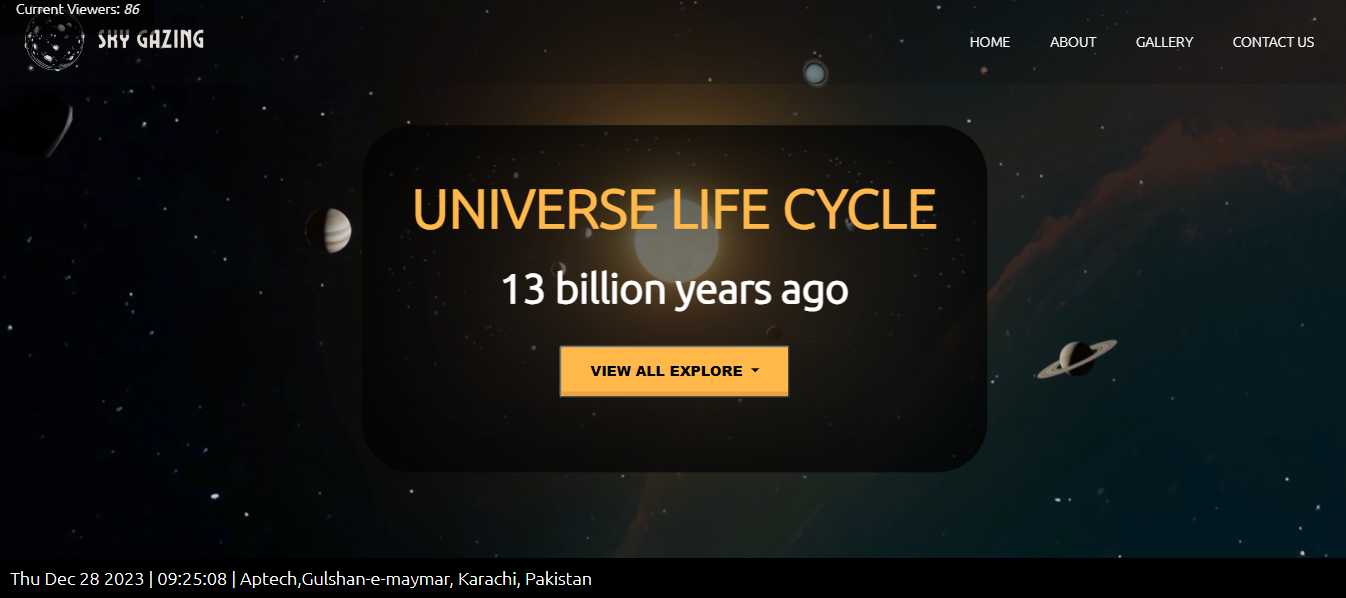 Current Viewers: 86
SKY GAZING
HOME ABOUT GALLERY CONTACT US
UNIVERSE LIFE CYCLE
13 billion years ago
VIEW ALL EXPLORE
Thu Dec 28 2023 | 09:25:08 | Aptech,Gulshan-e-maymar, Karachi, Pakistan